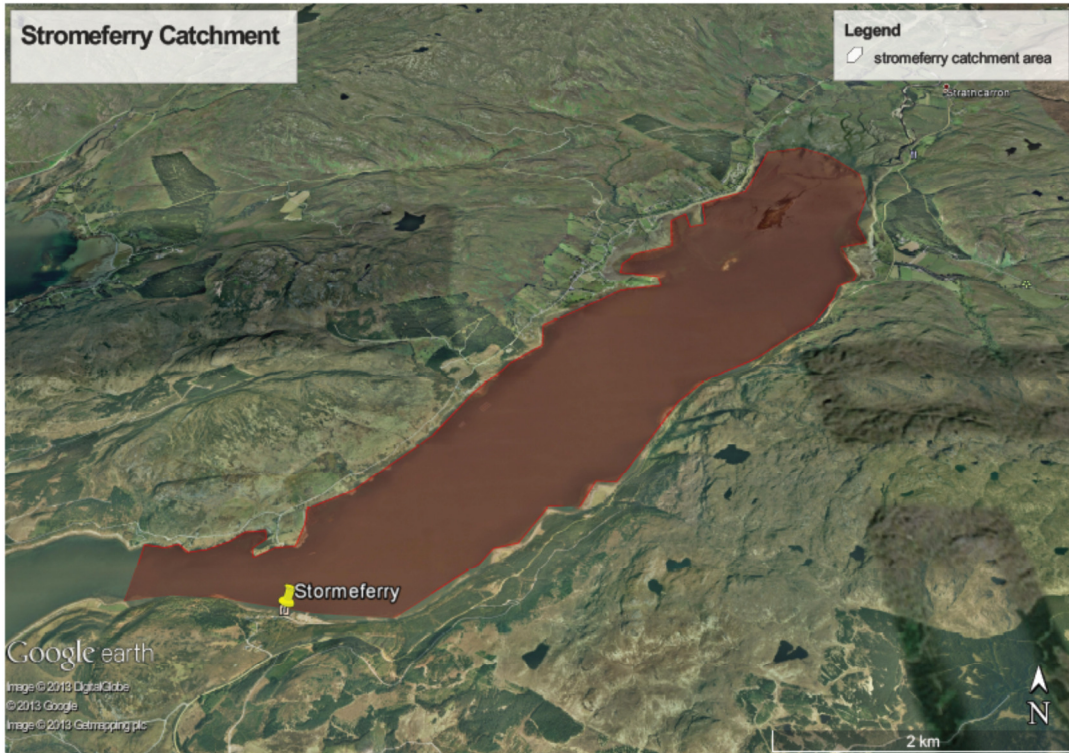 Stromeferry Catchment
Legend
stromeferry catchment area
Strathcarron
Stormeferry
Google earth
Image © 2013 DigitalGlobe
© 2013 Google
Image © 2013 Getmapping plc
N
2 km